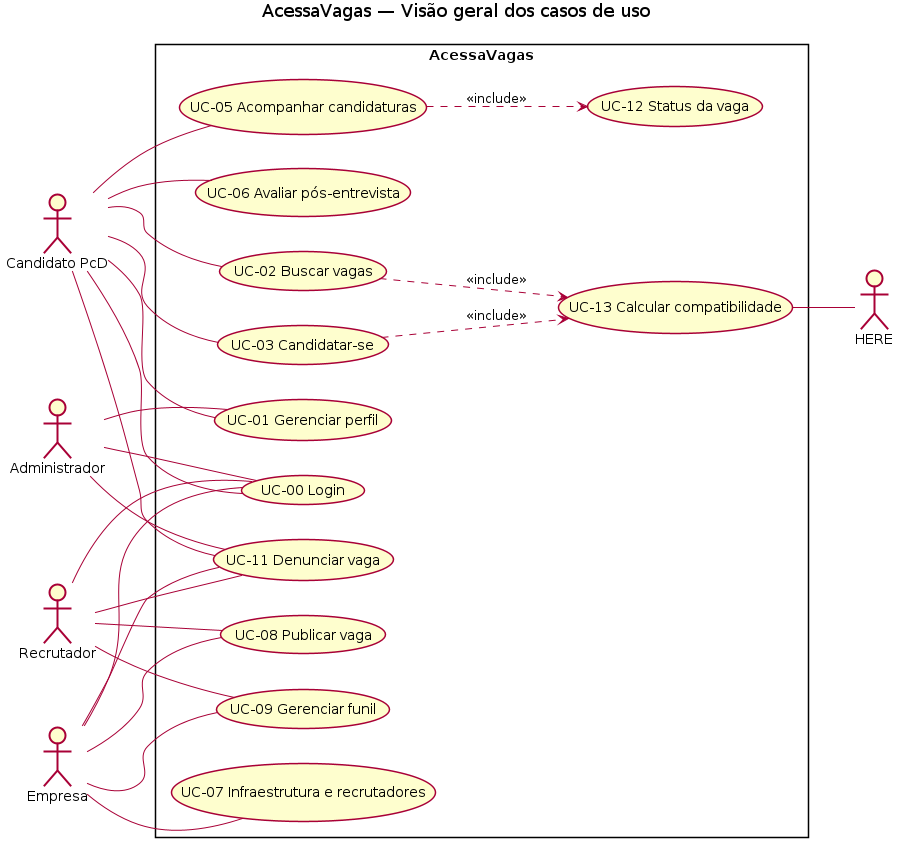 AcessaVagas — Visão geral dos casos de uso
AcessaVagas
UC-05 Acompanhar candidaturas
«include»
UC-12 Status da vaga
UC-06 Avaliar pós-entrevista
Candidato PcD
UC-02 Buscar vagas
«include»
UC-13 Calcular compatibilidade
«include»
HERE
UC-03 Candidatar-se
UC-01 Gerenciar perfil
Administrador
UC-00 Login
UC-11 Denunciar vaga
UC-08 Publicar vaga
Recrutador
UC-09 Gerenciar funil
UC-07 Infraestrutura e recrutadores
Empresa